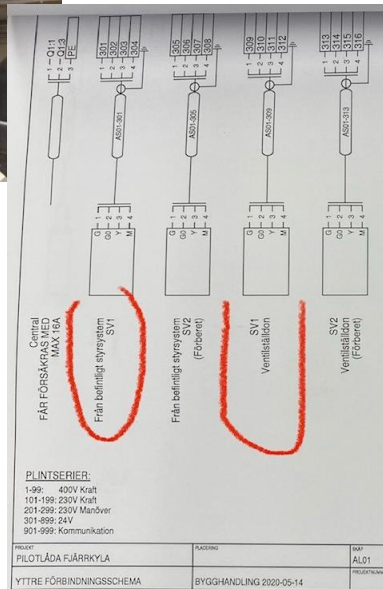 Q1:1
Q1:3
PE
1
2
3
Central
FÅR FÖRSÄKRAS MED
MAX 16A
301
302
303
304
1
2
3
4
AS01-301
1
2
3
4
G
G0
Y
M
Från befintligt styrsystem
SV1
305
306
307
308
1
2
3
4
AS01-305
1
2
3
4
G
G0
Y
M
Från befintligt styrsystem
SV2
(Förberet)
309
310
311
312
1
2
3
4
AS01-309
1
2
3
4
G
G0
Y
M
SV1
Ventilställdon
313
314
315
316
1
2
3
4
AS01-313
1
2
3
4
G
G0
Y
M
SV2
Ventilställdon
(Förberet)
PLINTSERIER:
1-99: 400V Kraft
101-199: 230V Kraft
201-299: 230V Manöver
301-899: 24V
901-999: Kommunikation
PROJEKT
PILOTLÅDA FJÄRRKYLA
PLACERING
SKÅP
AL01
YTTRE FÖRBINDNINGSSCHEMA
BYGGHANDLING 2020-05-14